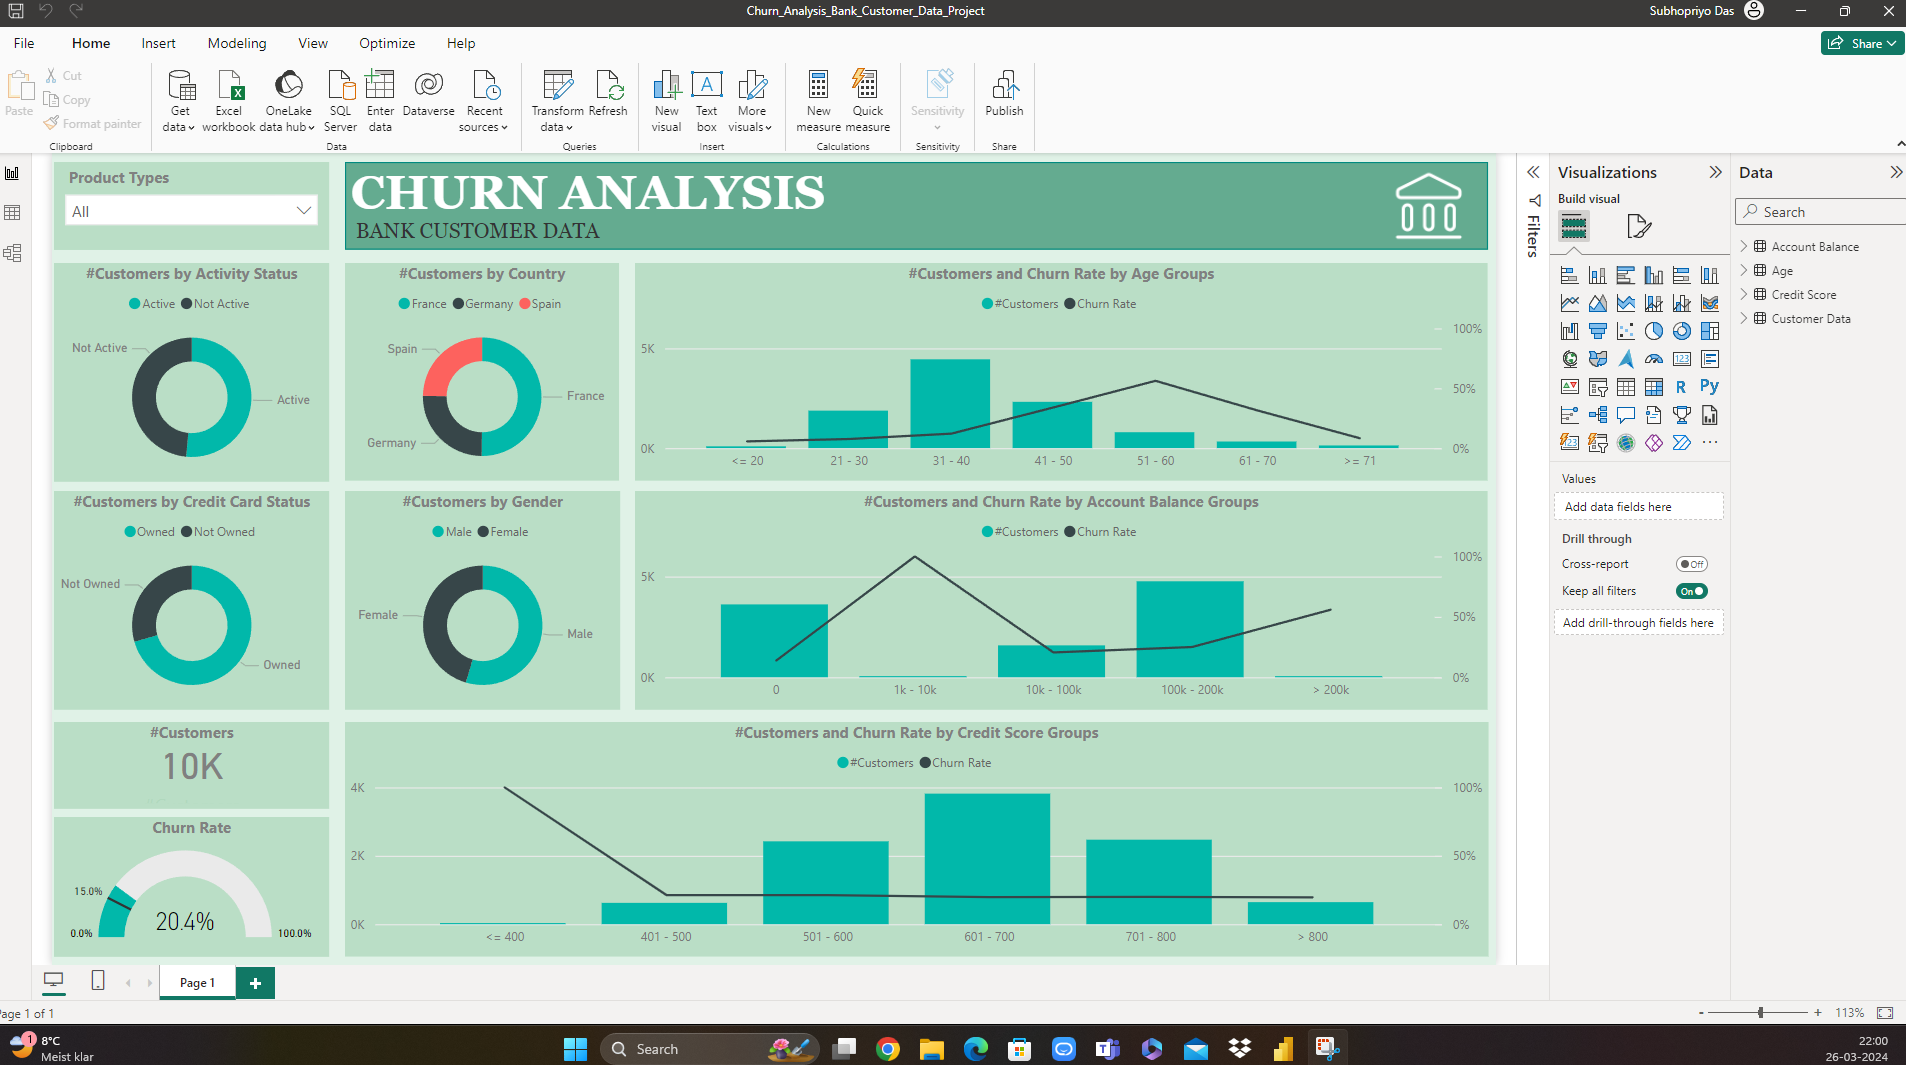 Churn_Analysis_Bank_Customer_Data_Project
Subhopriyo Das
File Home Insert Modeling View Optimize Help
Share
Paste
Cut
Copy
Format painter
Clipboard
Get data
Excel workbook
OneLake data hub
SQL Server
Enter data
Dataverse
Recent sources
Data
Transform data
Refresh
Queries
New visual
A
Text box
More visuals
Insert
New measure
Quick measure
Calculations
Sensitivity
Sensitivity
Publish
Share
Product Types
All
CHURN ANALYSIS
BANK CUSTOMER DATA
#Customers by Activity Status
Active Not Active
Not Active
Active
#Customers by Country
France Germany Spain
Spain
France
Germany
#Customers and Churn Rate by Age Groups
#Customers Churn Rate
100%
5K
50%
0K 0%
<= 20 21 - 30 31 - 40 41 - 50 51 - 60 61 - 70 >= 71
#Customers by Credit Card Status
Owned Not Owned
Not Owned
Owned
#Customers by Gender
Male Female
Female
Male
#Customers and Churn Rate by Account Balance Groups
#Customers Churn Rate
100%
5K
50%
0K 0%
0 1k - 10k 10k - 100k 100k - 200k > 200k
#Customers
10K
Churn Rate
15.0%
20.4%
0.0% 100.0%
#Customers and Churn Rate by Credit Score Groups
#Customers Churn Rate
4K 100%
2K 50%
0K 0%
<= 400 401 - 500 501 - 600 601 - 700 701 - 800 > 800
Filters
Visualizations
Build visual
123
R Py
123
Values
Add data fields here
Drill through
Cross-report Off
Keep all filters On
Add drill-through fields here
Data
Search
Account Balance
Age
Credit Score
Customer Data
Page 1
Page 1 of 1
- + 113%
1
8°C
Meist klar
Search
22:00
26-03-2024